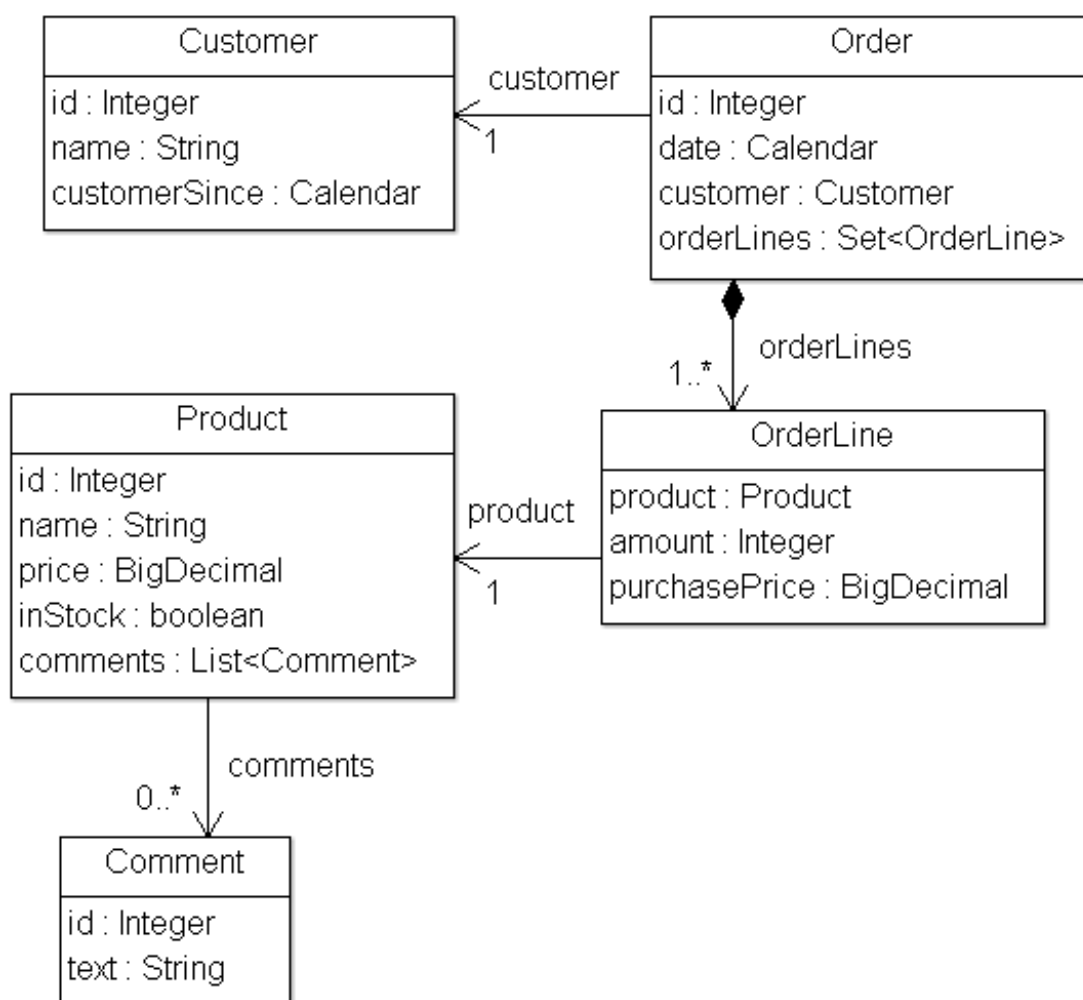 Customer
id : Integer
name : String
customerSince : Calendar
customer
1
Order
id : Integer
date : Calendar
customer : Customer
orderLines : Set<OrderLine>
orderLines
1..*
Product
id : Integer
name : String
price : BigDecimal
inStock : boolean
comments : List<Comment>
product
1
OrderLine
product : Product
amount : Integer
purchasePrice : BigDecimal
comments
0..*
Comment
id : Integer
text : String